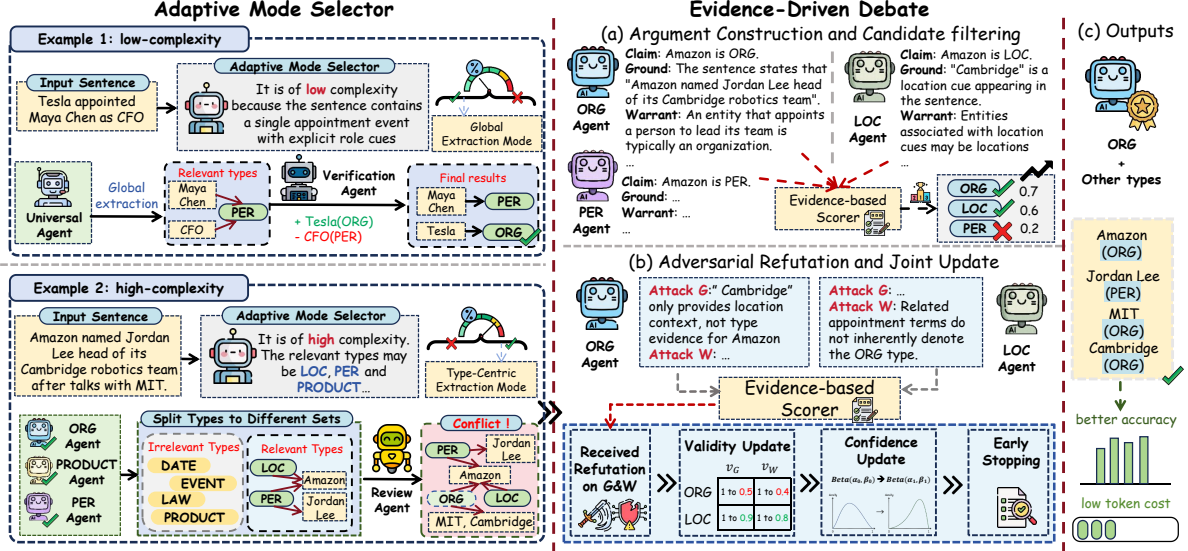 Adaptive Mode Selector
Example 1: low-complexity
Input Sentence
Tesla appointed
Maya Chen as CFO
Adaptive Mode Selector
It is of low complexity
because the sentence contains
a single appointment event
with explicit role cues
%
Global
Extraction Mode
Universal
Agent
Global
extraction
Relevant types
Maya
Chen
CFO
PER
Verification
Agent
+ Tesla(ORG)
- CFO(PER)
Final results
Maya
Chen
PER
Tesla
ORG
Example 2: high-complexity
Input Sentence
Amazon named Jordan
Lee head of its
Cambridge robotics team
after talks with MIT.
Adaptive Mode Selector
It is of high complexity.
The relevant types may
be LOC, PER and
PRODUCT...
%
Type-Centric
Extraction Mode
ORG
Agent
PRODUCT
Agent
PER
Agent
Split Types to Different Sets
Irrelevant Types
DATE
EVENT
LAW
PRODUCT
Relevant Types
LOC
PER
Amazon
Jordan
Lee
Review
Agent
Conflict !
PER
Jordan
Lee
Amazon
ORG
LOC
MIT, Cambridge
Evidence-Driven Debate
(a) Argument Construction and Candidate filtering
AI
ORG
Agent
Claim: Amazon is ORG.
Ground: The sentence states that
"Amazon named Jordan Lee head
of its Cambridge robotics team".
Warrant: An entity that appoints
a person to lead its team is
typically an organization.
...
AI
LOC
Agent
Claim: Amazon is LOC.
Ground: "Cambridge" is a
location cue appearing in
the sentence.
Warrant: Entities
associated with location
cues may be locations
...
AI
PER
Agent
Claim: Amazon is PER.
Ground: ...
Warrant: ...
...
Evidence-based
Scorer
ORG
0.7
LOC
0.6
PER
0.2
(b) Adversarial Refutation and Joint Update
AI
ORG
Agent
Attack G:" Cambridge"
only provides location
context, not type
evidence for Amazon
Attack W: ...
Attack G: ...
Attack W: Related
appointment terms do
not inherently denote
the ORG type.
AI
LOC
Agent
Evidence-based
Scorer
Received
Refutation
on G&W
Validity Update
vG vW
ORG 1 to 0.5 1 to 0.4
LOC 1 to 0.9 1 to 0.8
Confidence
Update
Beta(α0, β0) → Beta(α1, β1)
Early
Stopping
(c) Outputs
AI
ORG
+
Other types
Amazon
(ORG)
Jordan Lee
(PER)
MIT
(ORG)
Cambridge
(ORG)
better accuracy
low token cost